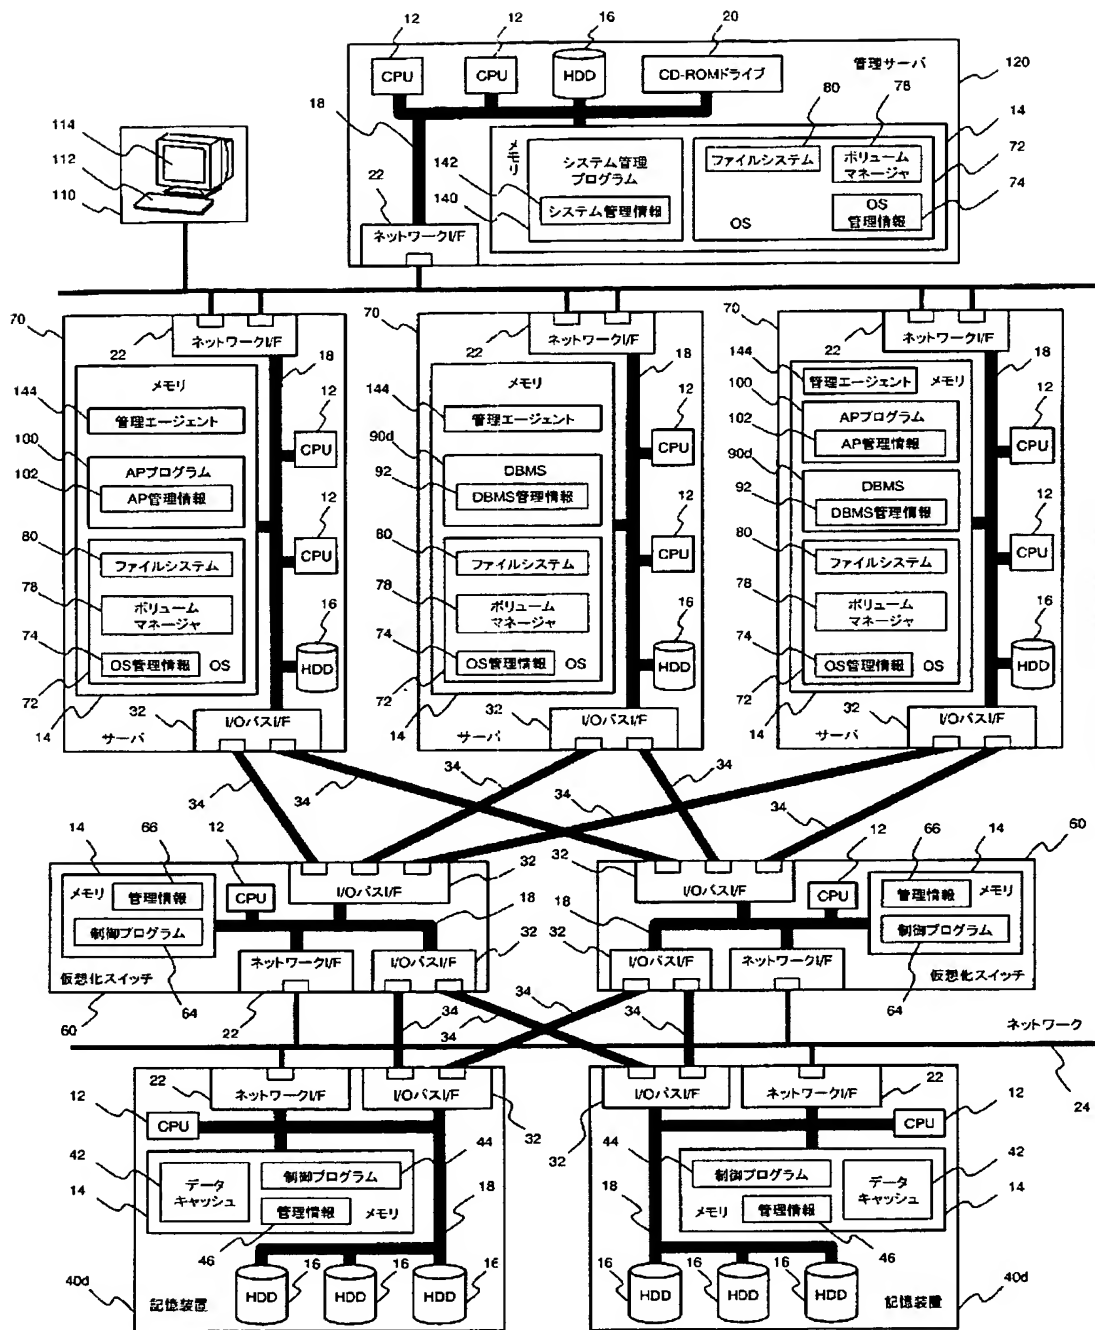 12
12
16
20
CPU
CPU
HDD
CD-ROMドライブ
管理サーバ
120
18
80
78
14
114
112
110
142
140
22
メモリ
システム管理
プログラム
システム管理情報
ファイルシステム
ボリューム
マネージャ
OS
管理情報
OS
72
74
ネットワークI/F
70
22
ネットワークI/F
18
メモリ
144
管理エージェント
12
CPU
100
APプログラム
102
AP管理情報
12
CPU
80
ファイルシステム
78
ボリューム
マネージャ
16
HDD
74
OS管理情報
OS
72
14
32
I/OバスI/F
サーバ
70
22
ネットワークI/F
18
メモリ
144
管理エージェント
12
CPU
90d
DBMS
92
DBMS管理情報
12
CPU
80
ファイルシステム
78
ボリューム
マネージャ
16
HDD
74
OS管理情報
OS
72
14
32
I/OバスI/F
サーバ
70
22
ネットワークI/F
18
144
管理エージェント
メモリ
100
APプログラム
102
AP管理情報
12
CPU
90d
DBMS
92
DBMS管理情報
12
CPU
80
ファイルシステム
78
ボリューム
マネージャ
16
HDD
74
OS管理情報
OS
72
14
32
I/OバスI/F
サーバ
34
34
34
34
34
34
14
66
12
メモリ
管理情報
CPU
制御プログラム
I/OバスI/F
32
18
32
ネットワークI/F
I/OバスI/F
仮想化スイッチ
60
64
22
32
I/OバスI/F
12
66
14
60
CPU
管理情報
メモリ
制御プログラム
18
32
I/OバスI/F
ネットワークI/F
仮想化スイッチ
64
34
34
34
34
ネットワーク
24
22
ネットワークI/F
I/OバスI/F
32
12
CPU
42
データ
キャッシュ
44
制御プログラム
14
管理情報
メモリ
18
46
16
16
16
HDD
HDD
HDD
40d
記憶装置
I/OバスI/F
32
ネットワークI/F
22
12
CPU
44
制御プログラム
42
データ
キャッシュ
14
メモリ
管理情報
18
46
16
16
16
HDD
HDD
HDD
40d
記憶装置